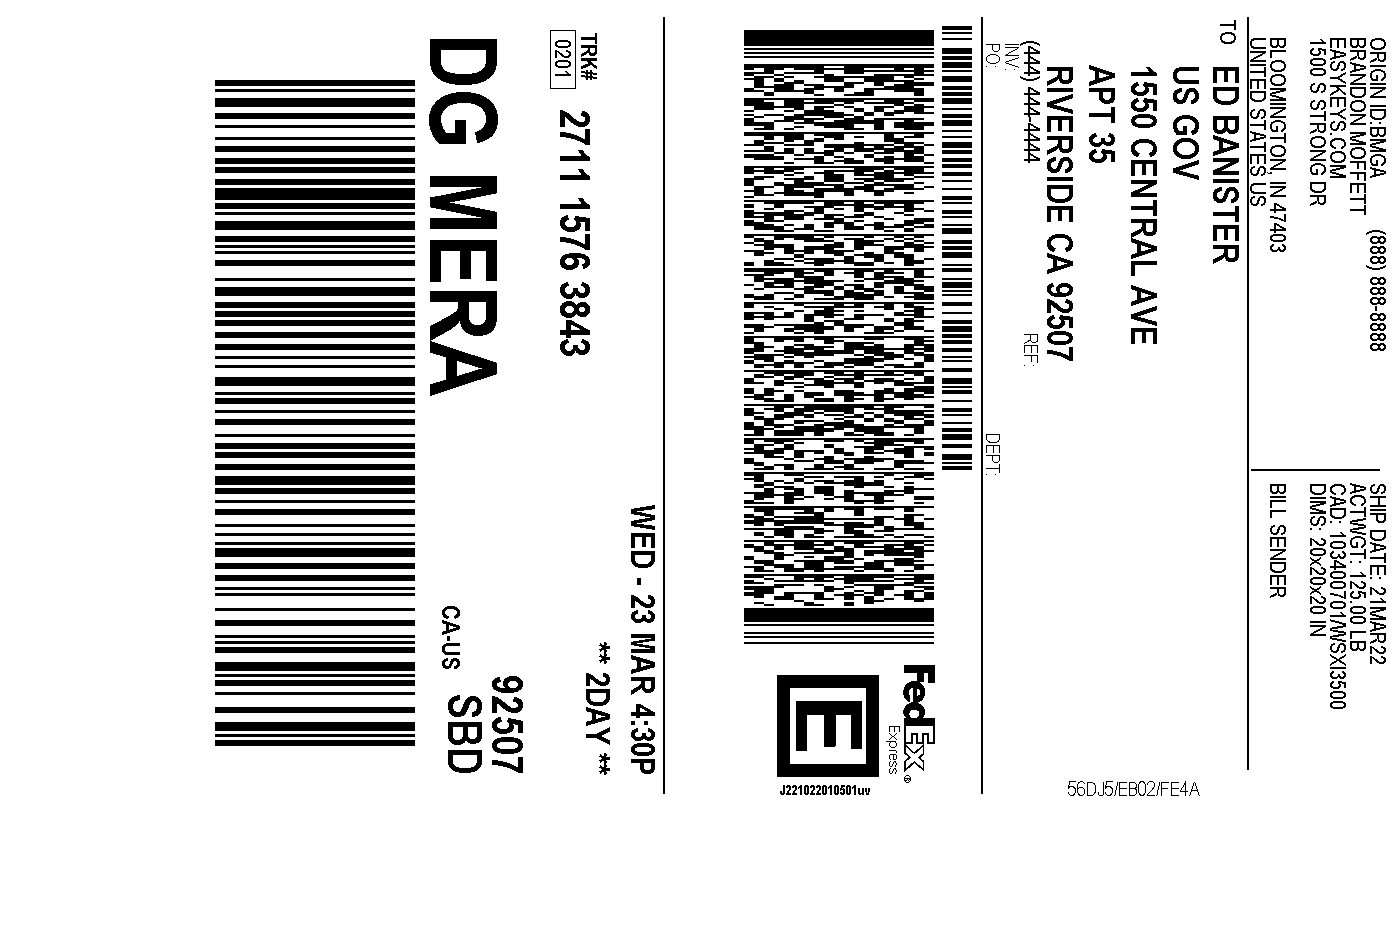 ORIGIN ID:BMGA (888) 888-8888
BRANDON MOFFETT
EASYKEYS.COM
1500 S STRONG DR
BLOOMINGTON, IN 47403
UNITED STATES US
SHIP DATE: 21MAR22
ACTWGT: 125.00 LB
CAD: 103400701/WSXI3500
DIMS: 20x20x20 IN
BILL SENDER
TO ED BANISTER
US GOV
1550 CENTRAL AVE
APT 35
RIVERSIDE CA 92507
(444) 444-4444 REF:
INV:
PO: DEPT:
56DJ5/EB02/FE4A
FedEx ®
Express
E
J221022010501uv
WED - 23 MAR 4:30P
** 2DAY **
TRK#
0201
2711 1576 3843
DG MERA
92507
CA-US SBD